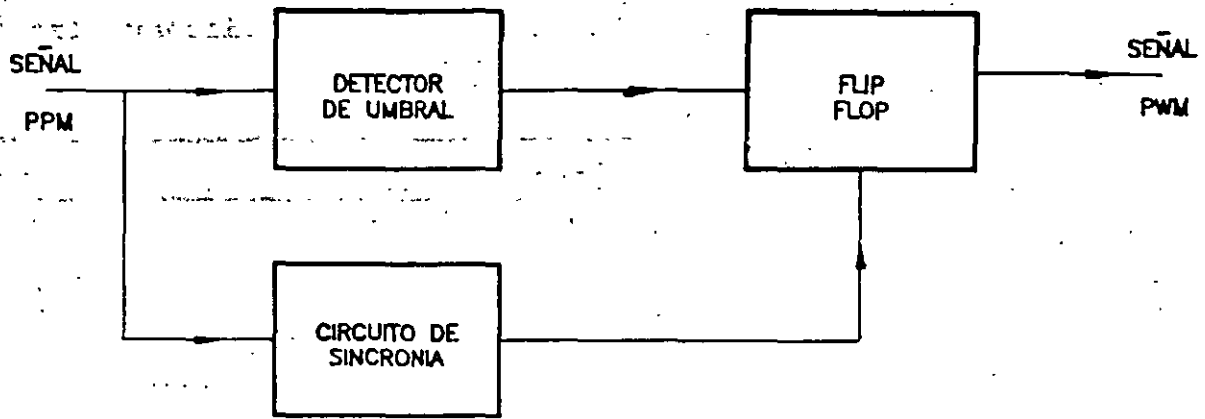 SEÑAL
PPM
DETECTOR
DE UMBRAL
FLIP
FLOP
SEÑAL
PWM
CIRCUITO DE
SINCRONIA